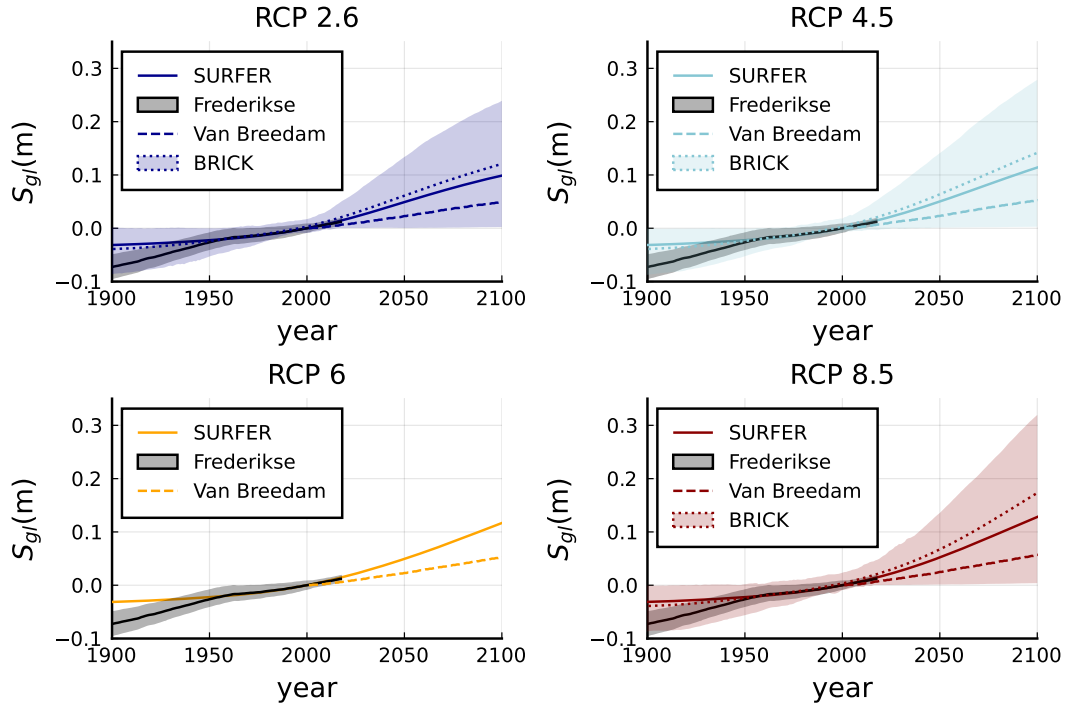 RCP 2.6
0.3
0.2
0.1
0.0
−0.1
S_gl(m)
SURFER
Frederikse
Van Breedam
BRICK
1900 1950 2000 2050 2100
year
RCP 4.5
0.3
0.2
0.1
0.0
−0.1
S_gl(m)
SURFER
Frederikse
Van Breedam
BRICK
1900 1950 2000 2050 2100
year
RCP 6
0.3
0.2
0.1
0.0
−0.1
S_gl(m)
SURFER
Frederikse
Van Breedam
1900 1950 2000 2050 2100
year
RCP 8.5
0.3
0.2
0.1
0.0
−0.1
S_gl(m)
SURFER
Frederikse
Van Breedam
BRICK
1900 1950 2000 2050 2100
year